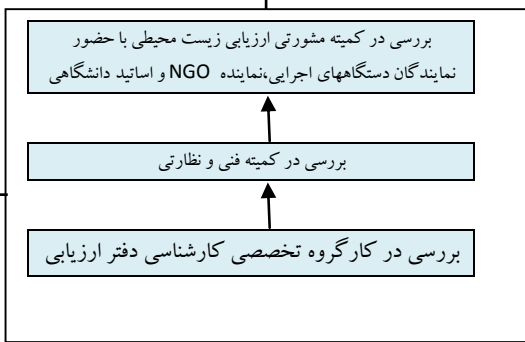 بررسی در کمیته مشورتی ارزیابی زیست محیطی با حضور
نمایندگان دستگاههای اجرایی،نماینده NGO و اساتید دانشگاهی
بررسی در کمیته فنی و نظارتی
بررسی در کارگروه تخصصی کارشناسی دفتر ارزیابی